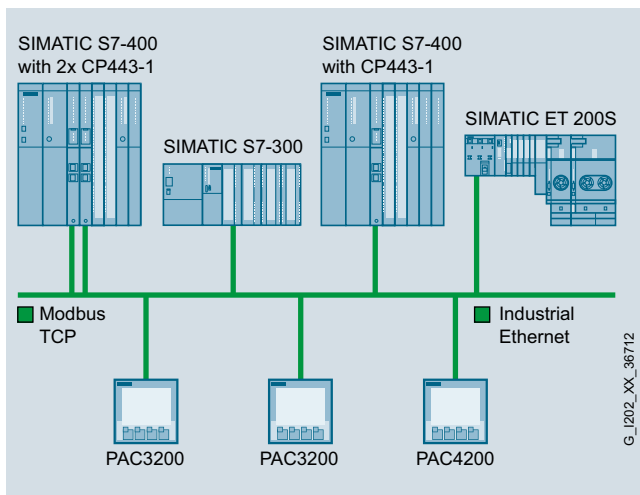 SIMATIC S7-400
with 2x CP443-1
SIMATIC S7-300
SIMATIC S7-400
with CP443-1
SIMATIC ET 200S
Modbus
TCP
Industrial
Ethernet
PAC3200
PAC3200
PAC4200
G_I202_XX_36712